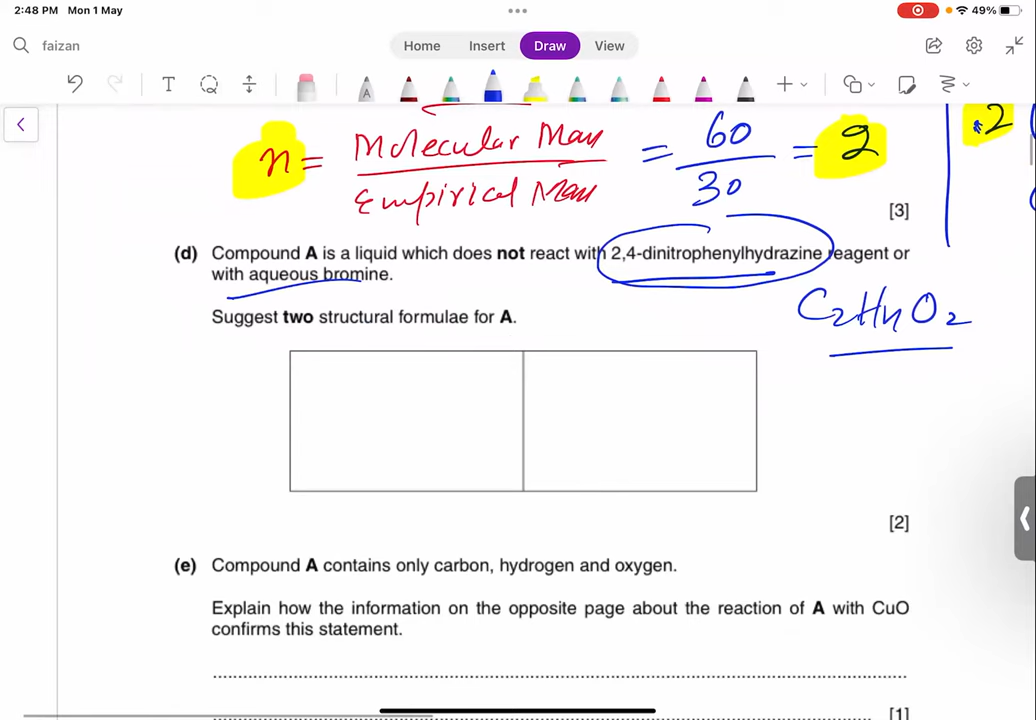 2:48 PM Mon 1 May
49%
faizan
Home Insert Draw View
n = Molecular Mass / Empirical Mass = 60 / 30 = 2
2
[3]
(d) Compound A is a liquid which does not react with 2,4-dinitrophenylhydrazine reagent or
with aqueous bromine.
C2H4O2
Suggest two structural formulae for A.
[2]
(e) Compound A contains only carbon, hydrogen and oxygen.
Explain how the information on the opposite page about the reaction of A with CuO
confirms this statement.
[1]